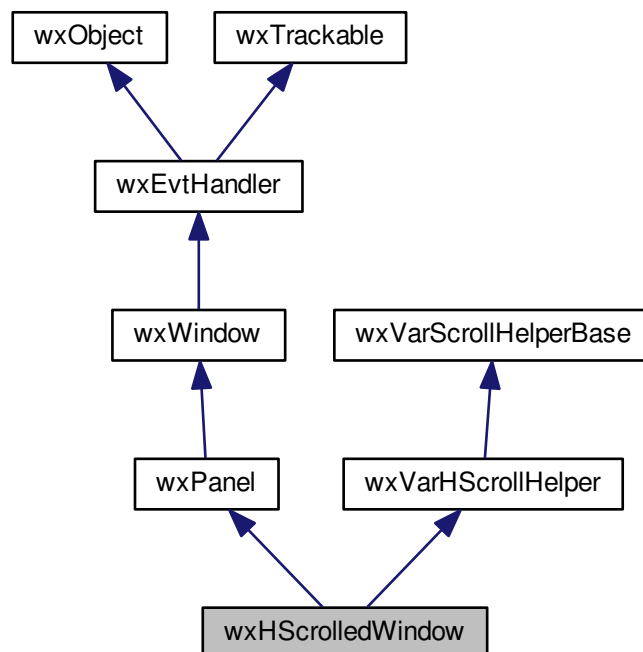 wxObject
wxTrackable
wxEvtHandler
wxWindow
wxVarScrollHelperBase
wxPanel
wxVarHScrollHelper
wxHScrolledWindow